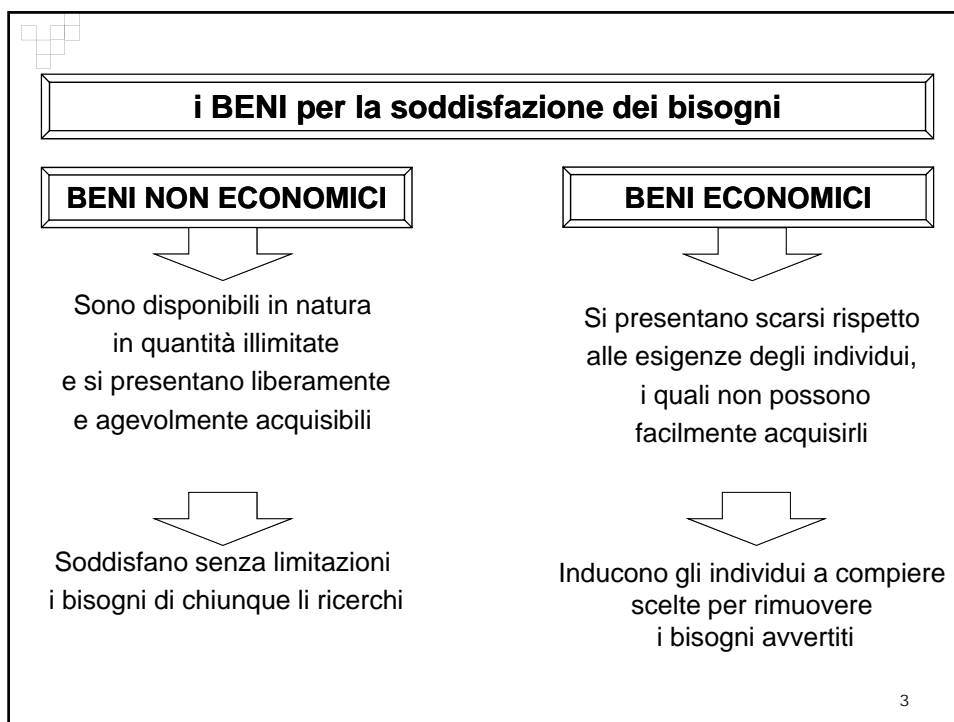 i BENI per la soddisfazione dei bisogni
BENI NON ECONOMICI
Sono disponibili in natura
in quantità illimitate
e si presentano liberamente
e agevolmente acquisibili
Soddisfano senza limitazioni
i bisogni di chiunque li ricerchi
BENI ECONOMICI
Si presentano scarsi rispetto
alle esigenze degli individui,
i quali non possono
facilmente acquisirli
Inducono gli individui a compiere
scelte per rimuovere
i bisogni avvertiti
3